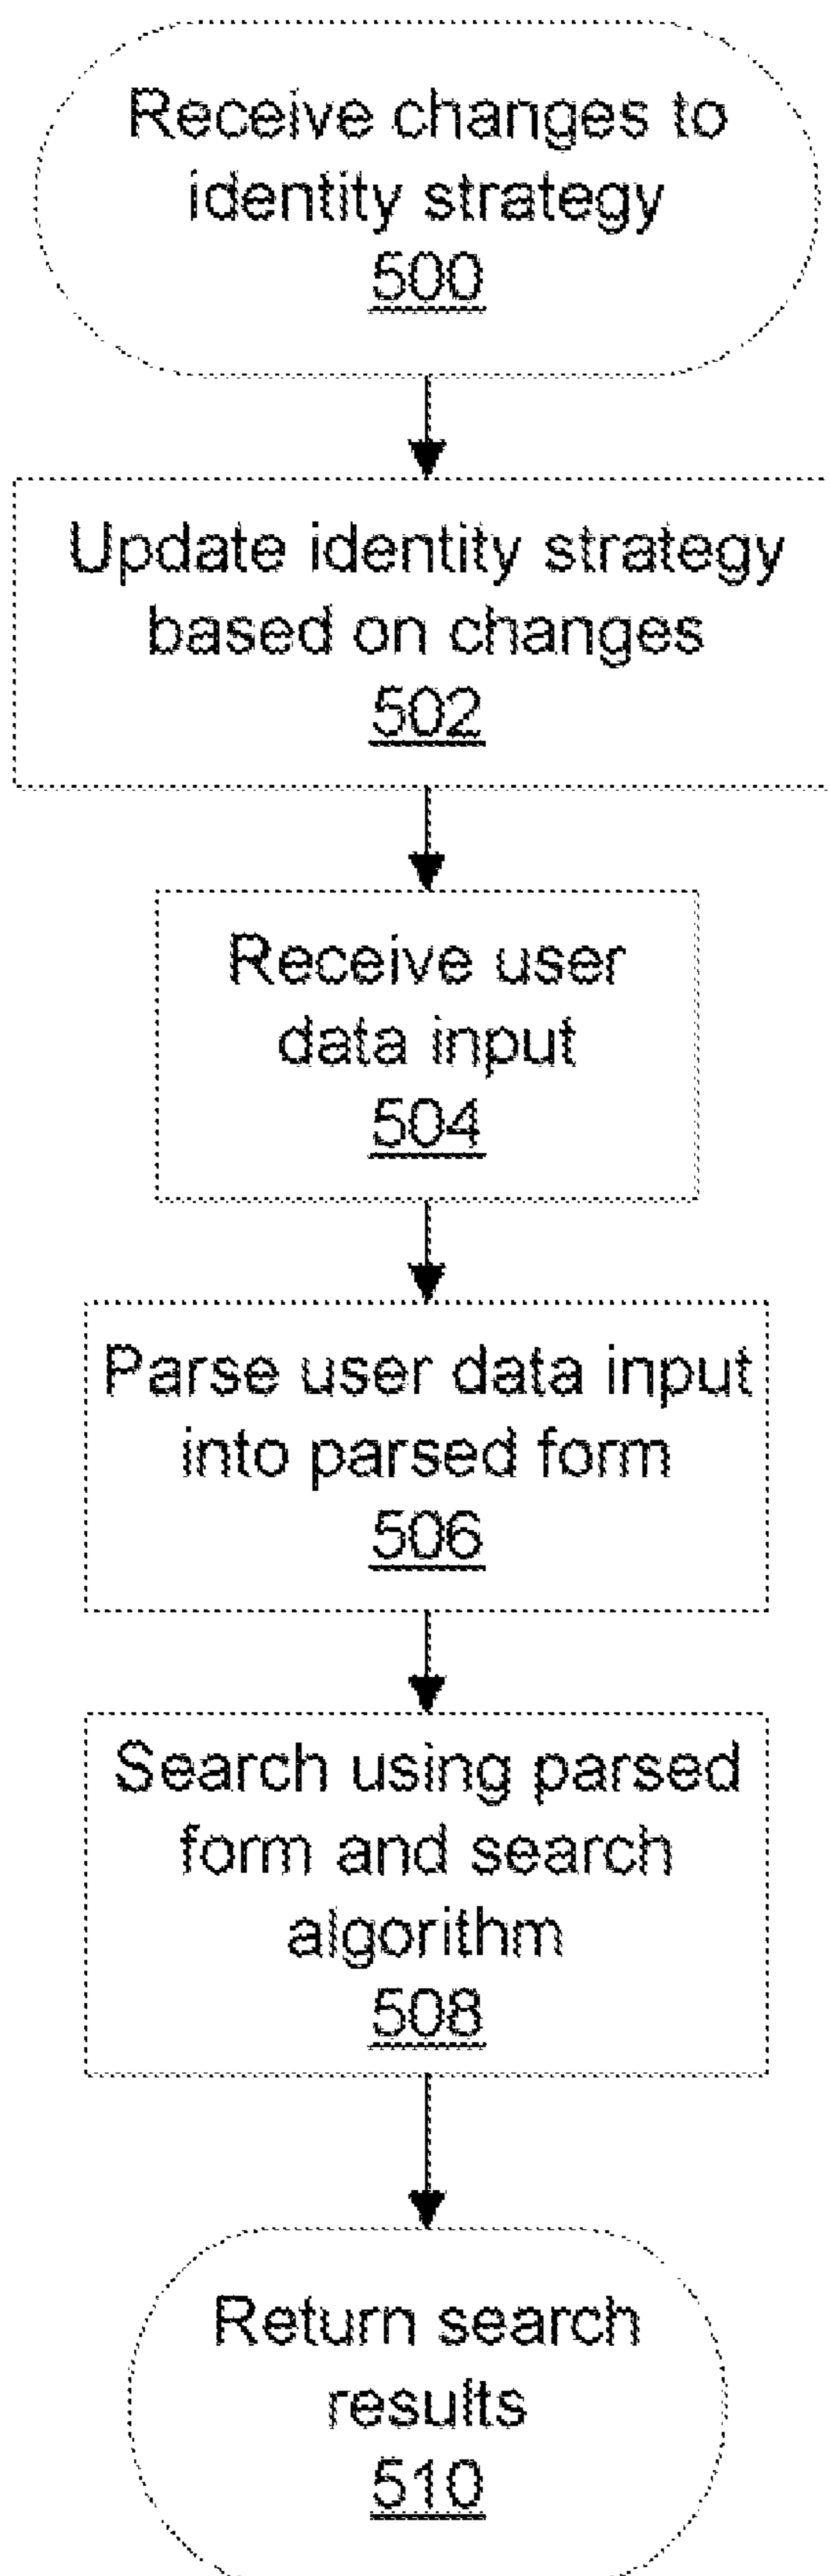 Receive changes to
identity strategy
500
Update identity strategy
based on changes
502
Receive user
data input
504
Parse user data input
into parsed form
506
Search using parsed
form and search
algorithm
508
Return search
results
510